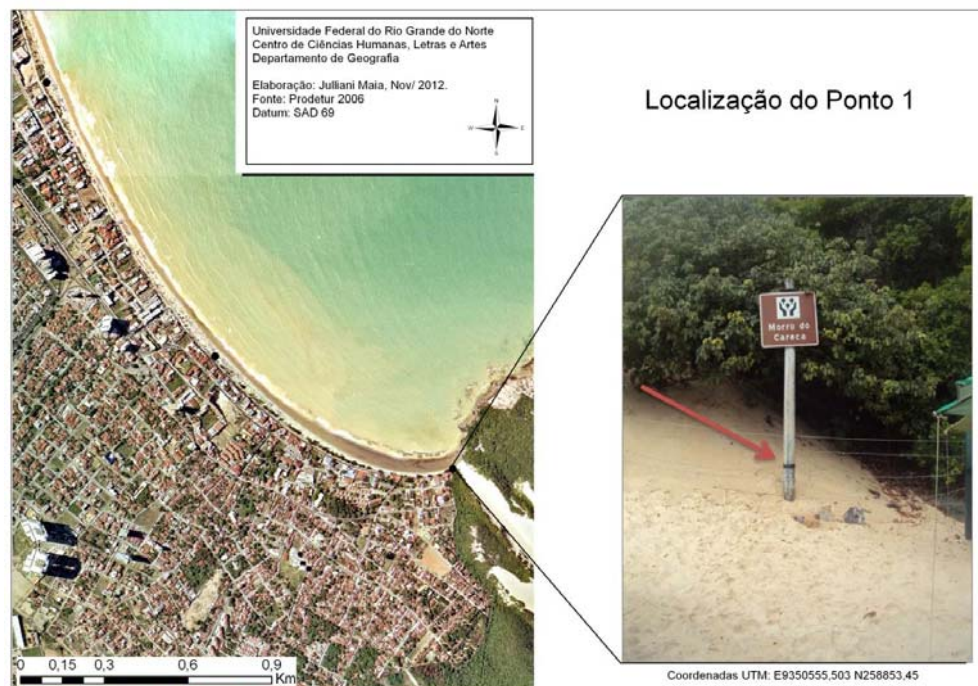 Universidade Federal do Rio Grande do Norte
Centro de Ciências Humanas, Letras e Artes
Departamento de Geografia
Elaboração: Julliani Maia, Nov/ 2012.
Fonte: Prodetur 2006
Datum: SAD 69
N
W
E
S
Localização do Ponto 1
Morro do
Careca
0 0,15 0,3 0,6 0,9
Km
Coordenadas UTM: E9350555,503 N258853,45